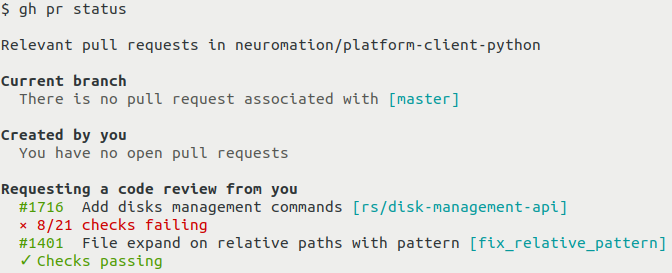 $ gh pr status
Relevant pull requests in neuromation/platform-client-python
Current branch
There is no pull request associated with [master]
Created by you
You have no open pull requests
Requesting a code review from you
#1716 Add disks management commands [rs/disk-management-api]
× 8/21 checks failing
#1401 File expand on relative paths with pattern [fix_relative_pattern]
✓ Checks passing